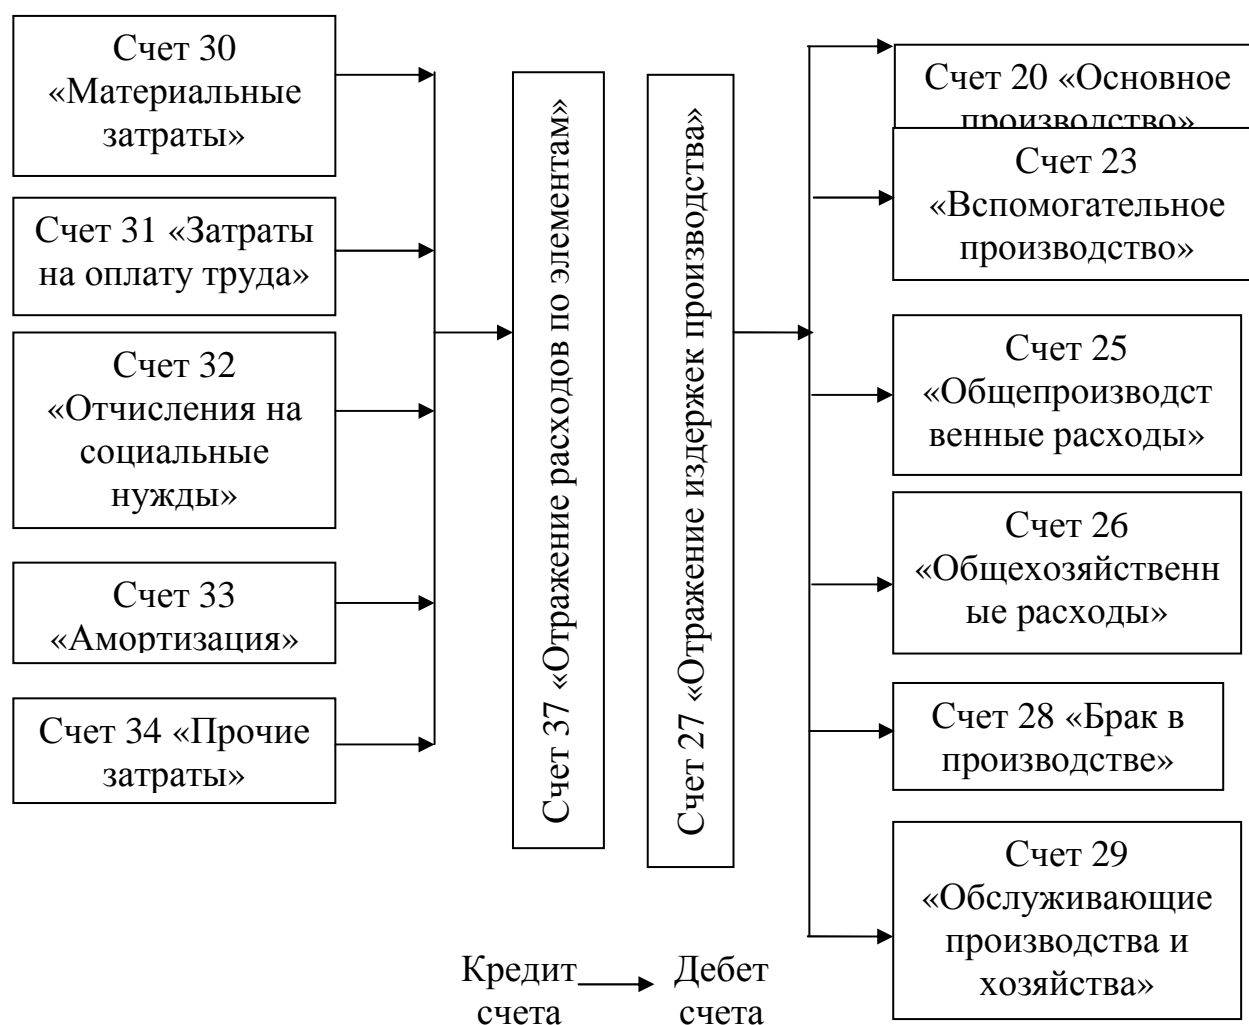 Счет 30
«Материальные
затраты»
Счет 31 «Затраты
на оплату труда»
Счет 32
«Отчисления на
социальные
нужды»
Счет 33
«Амортизация»
Счет 34 «Прочие
затраты»
Счет 37 «Отражение расходов по элементам»
Счет 27 «Отражение издержек производства»
Счет 20 «Основное
производство»
Счет 23
«Вспомогательное
производство»
Счет 25
«Общепроизводст
венные расходы»
Счет 26
«Общехозяйственн
ые расходы»
Счет 28 «Брак в
производстве»
Счет 29
«Обслуживающие
производства и
хозяйства»
Кредит
счета
Дебет
счета